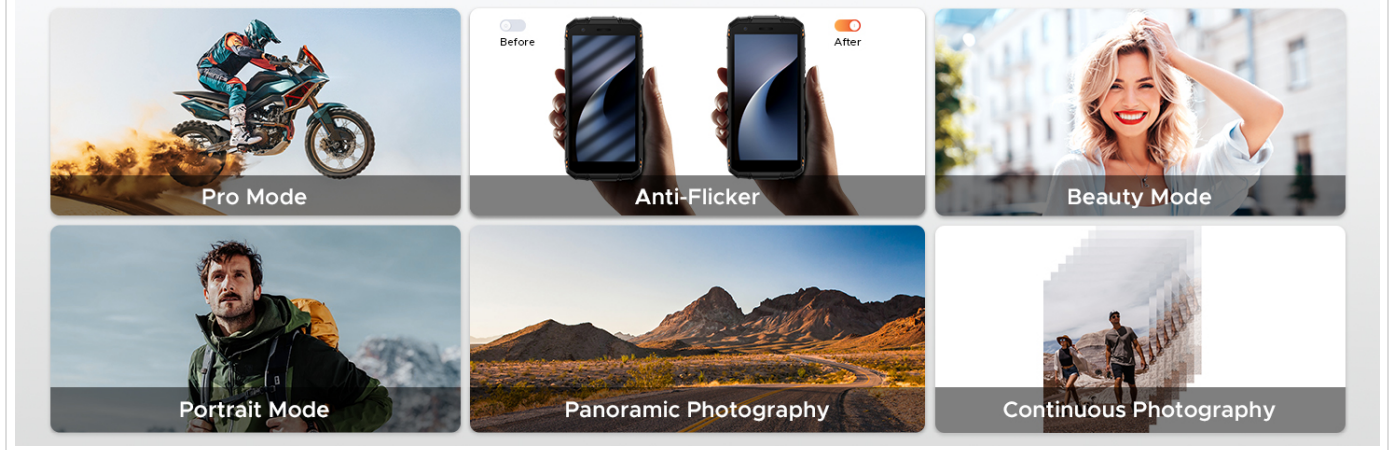 Before
After
Pro Mode
Anti-Flicker
Beauty Mode
Portrait Mode
Panoramic Photography
Continuous Photography